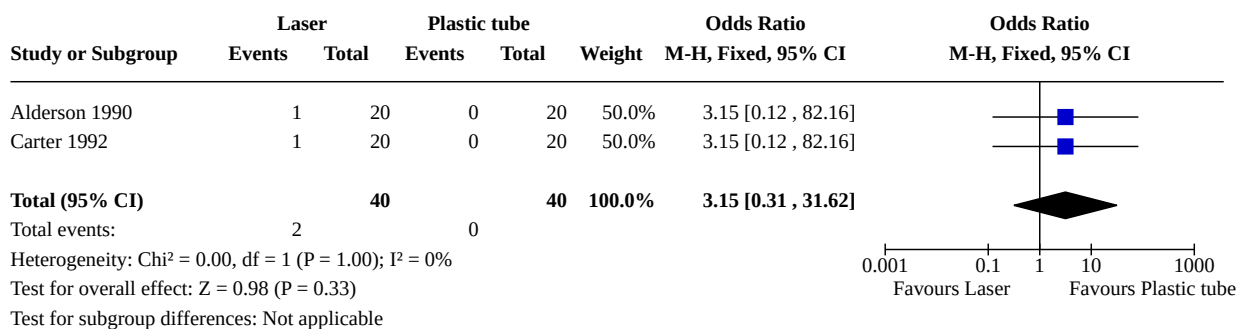 Laser Plastic tube Odds Ratio Odds Ratio
Study or Subgroup Events Total Events Total Weight M-H, Fixed, 95% CI M-H, Fixed, 95% CI
Alderson 1990 1 20 0 20 50.0% 3.15 [0.12 , 82.16]
Carter 1992 1 20 0 20 50.0% 3.15 [0.12 , 82.16]
Total (95% CI) 40 40 100.0% 3.15 [0.31 , 31.62]
Total events: 2 0
Heterogeneity: Chi² = 0.00, df = 1 (P = 1.00); I² = 0%
0.001 0.1 1 10 1000
Test for overall effect: Z = 0.98 (P = 0.33)
Favours Laser Favours Plastic tube
Test for subgroup differences: Not applicable